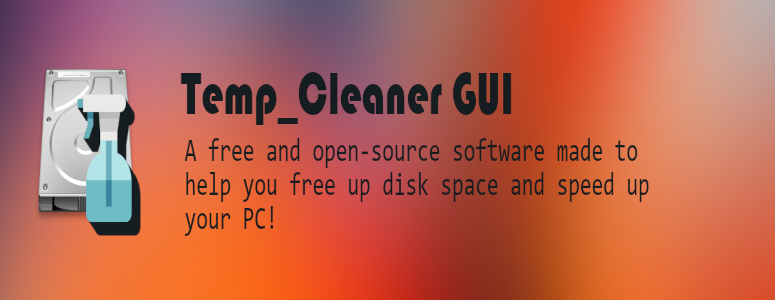 Temp_Cleaner GUI
A free and open-source software made to
help you free up disk space and speed up
your PC!